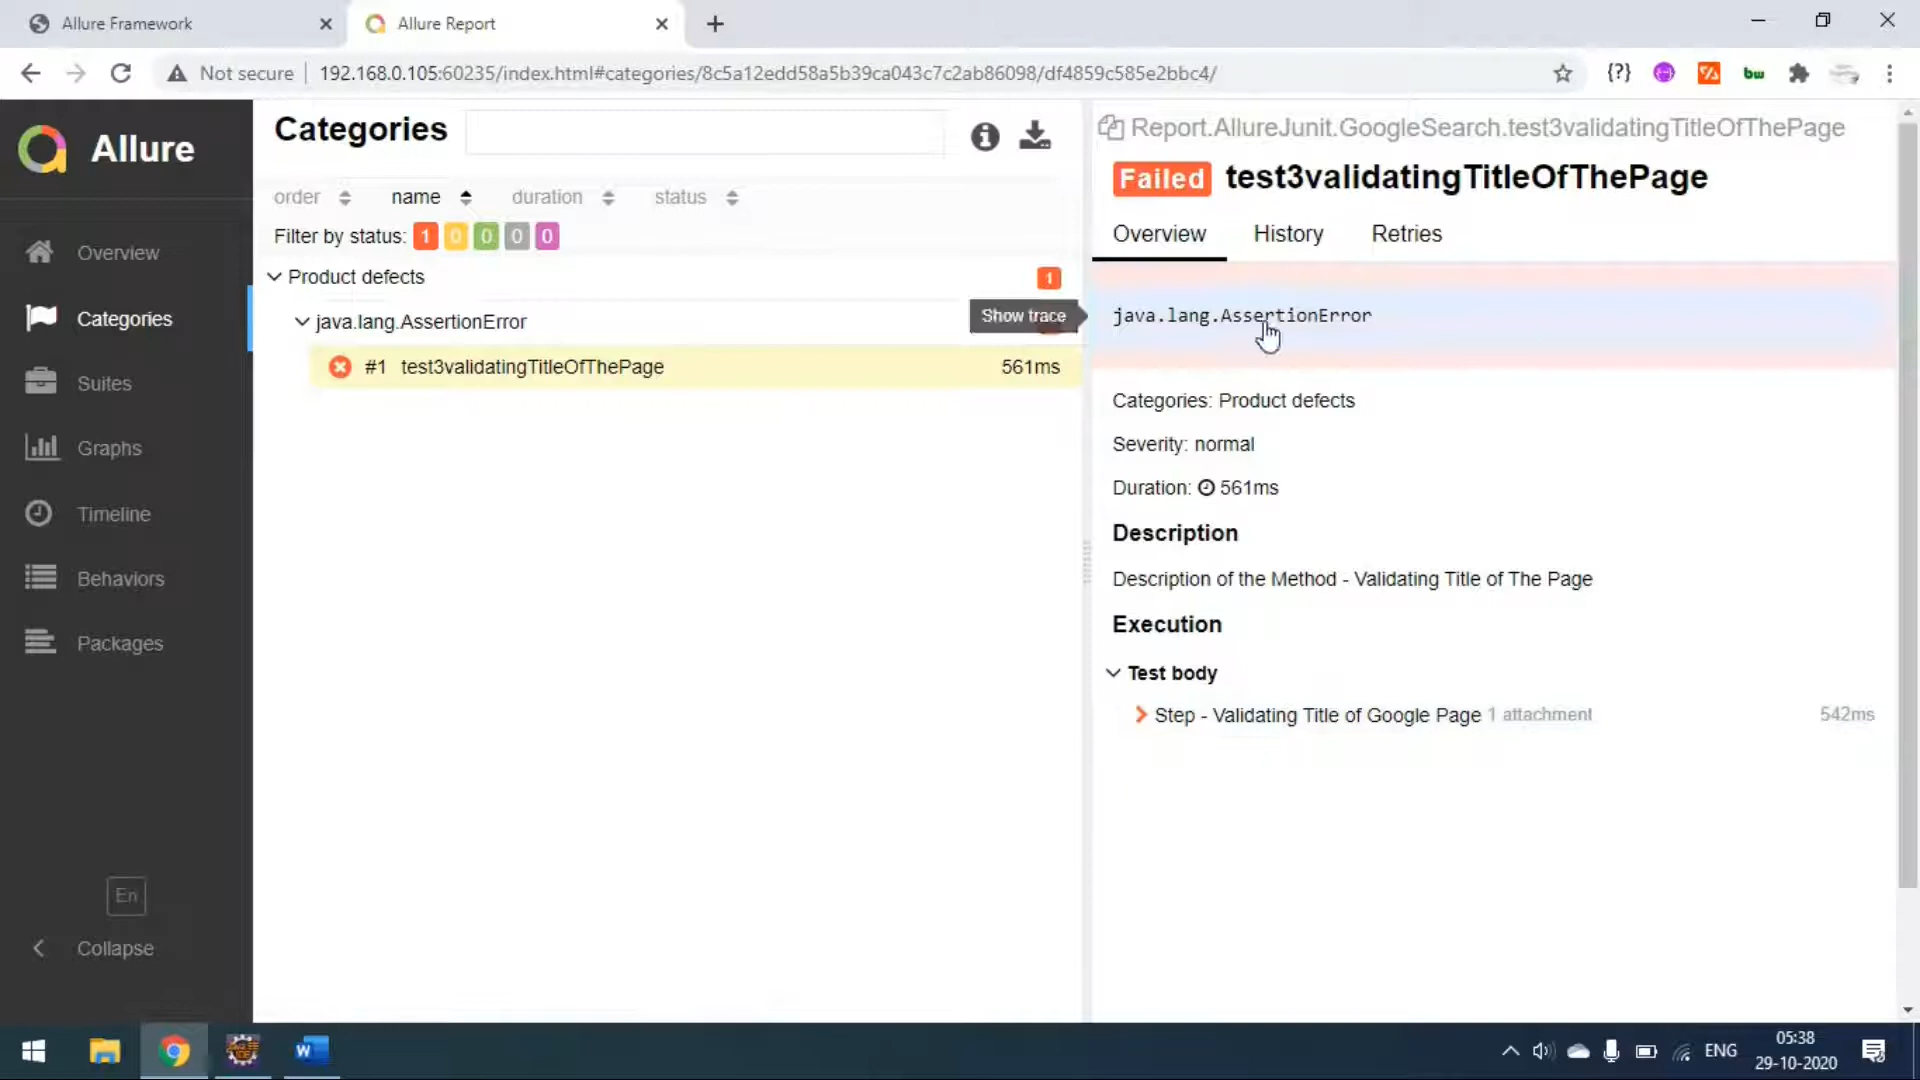 Allure Framework
Allure Report
Not secure
192.168.0.105:60235/index.html#categories/8c5a12edd58a5b39ca043c7c2ab86098/df4859c585e2bbc4/
{?}
bw
Allure
Overview
Categories
Suites
Graphs
Timeline
Behaviors
Packages
En
Collapse
Categories
order name duration status
Filter by status: 1 0 0 0 0
Product defects 1
java.lang.AssertionError
#1 test3validatingTitleOfThePage 561ms
Show trace
Report.AllureJunit.GoogleSearch.test3validatingTitleOfThePage
Failed test3validatingTitleOfThePage
Overview History Retries
java.lang.AssertionError
Categories: Product defects
Severity: normal
Duration: 561ms
Description
Description of the Method - Validating Title of The Page
Execution
Test body
Step - Validating Title of Google Page 1 attachment 542ms
ENG
05:38
29-10-2020